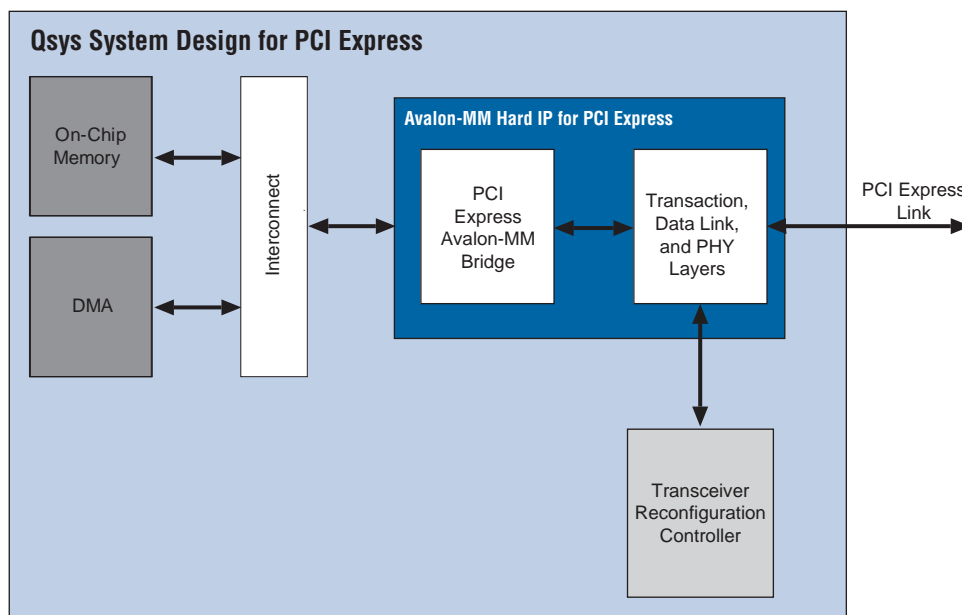 Qsys System Design for PCI Express
On-Chip
Memory
DMA
Interconnect
Avalon-MM Hard IP for PCI Express
PCI
Express
Avalon-MM
Bridge
Transaction,
Data Link,
and PHY
Layers
PCI Express
Link
Transceiver
Reconfiguration
Controller